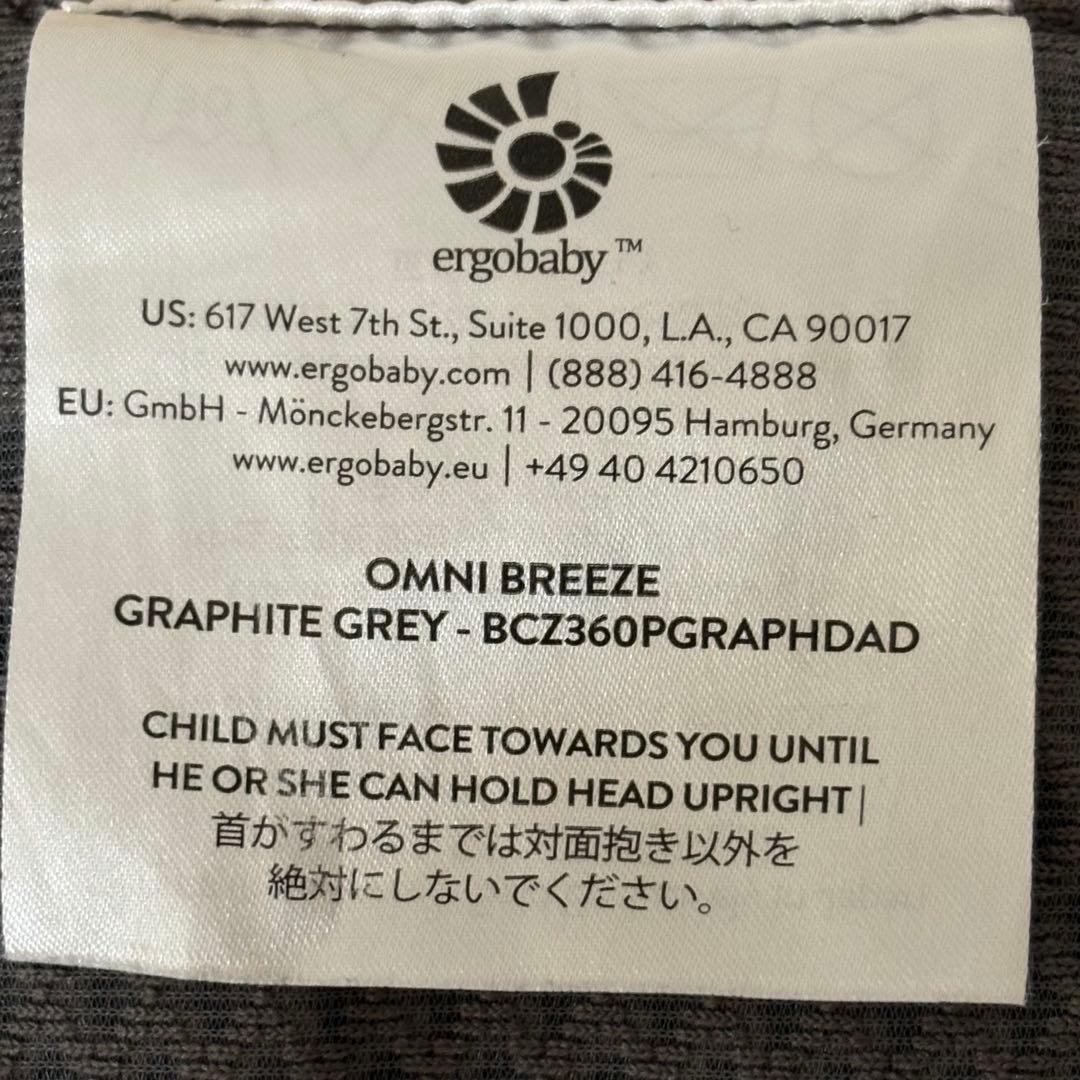 ergobaby™
US: 617 West 7th St., Suite 1000, L.A., CA 90017
www.ergobaby.com | (888) 416-4888
EU: GmbH - Mönckebergstr. 11 - 20095 Hamburg, Germany
www.ergobaby.eu | +49 40 4210650
OMNI BREEZE
GRAPHITE GREY - BCZ360PGRAPHDAD
CHILD MUST FACE TOWARDS YOU UNTIL
HE OR SHE CAN HOLD HEAD UPRIGHT |
首がすわるまでは対面抱き以外を
絶対にしないでください。